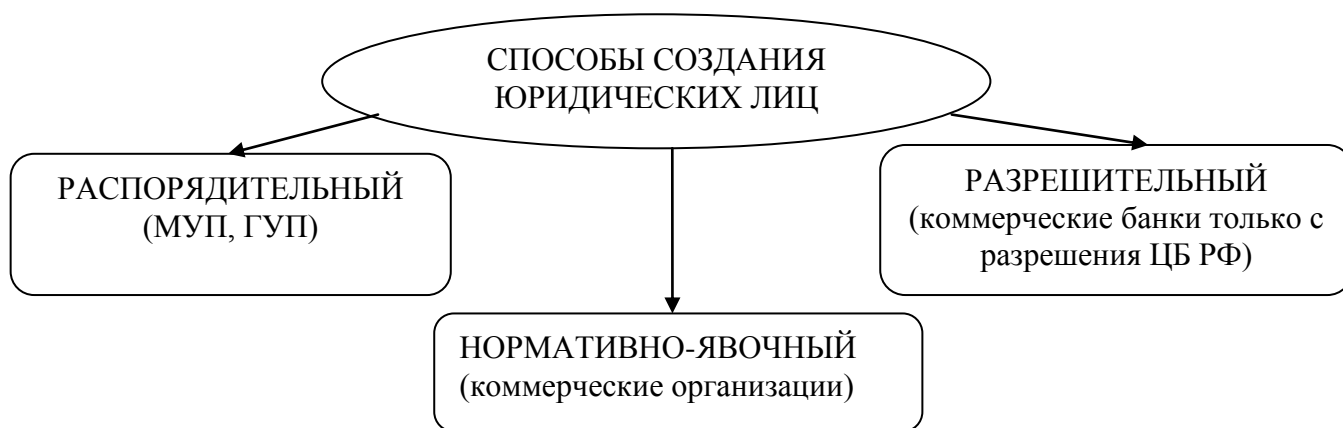 СПОСОБЫ СОЗДАНИЯ
ЮРИДИЧЕСКИХ ЛИЦ
РАСПОРЯДИТЕЛЬНЫЙ
(МУП, ГУП)
РАЗРЕШИТЕЛЬНЫЙ
(коммерческие банки только с
разрешения ЦБ РФ)
НОРМАТИВНО-ЯВОЧНЫЙ
(коммерческие организации)